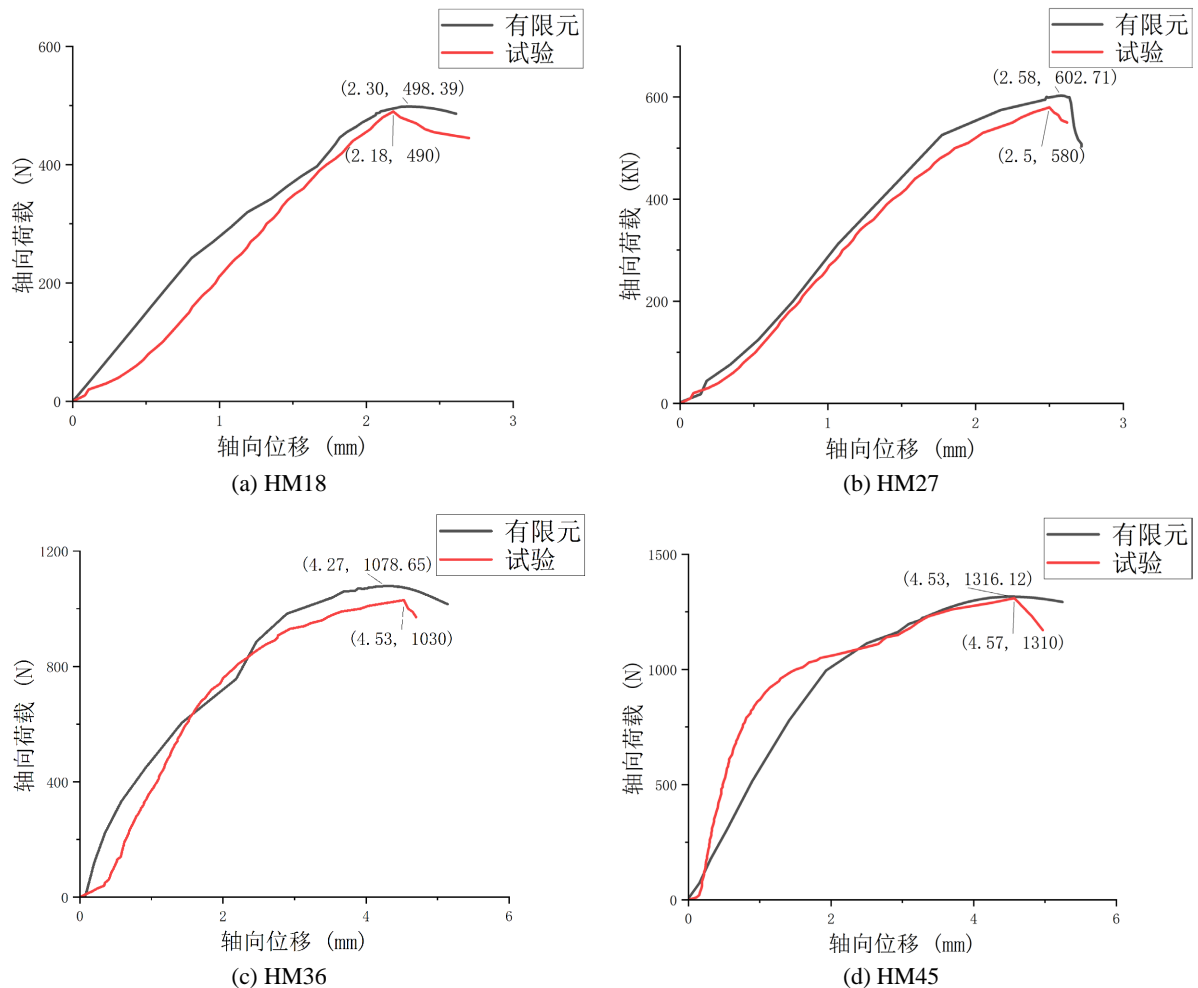 有限元
试验
(2.30, 498.39)
(2.18, 490)
600
400
200
0
0
1
2
3
轴向荷载 (N)
轴向位移 (mm)
(a) HM18
有限元
试验
(2.58, 602.71)
(2.5, 580)
600
400
200
0
0
1
2
3
轴向荷载 (KN)
轴向位移 (mm)
(b) HM27
有限元
试验
(4.27, 1078.65)
(4.53, 1030)
1200
800
400
0
0
2
4
6
轴向荷载 (N)
轴向位移 (mm)
(c) HM36
有限元
试验
(4.53, 1316.12)
(4.57, 1310)
1500
1000
500
0
0
2
4
6
轴向荷载 (N)
轴向位移 (mm)
(d) HM45